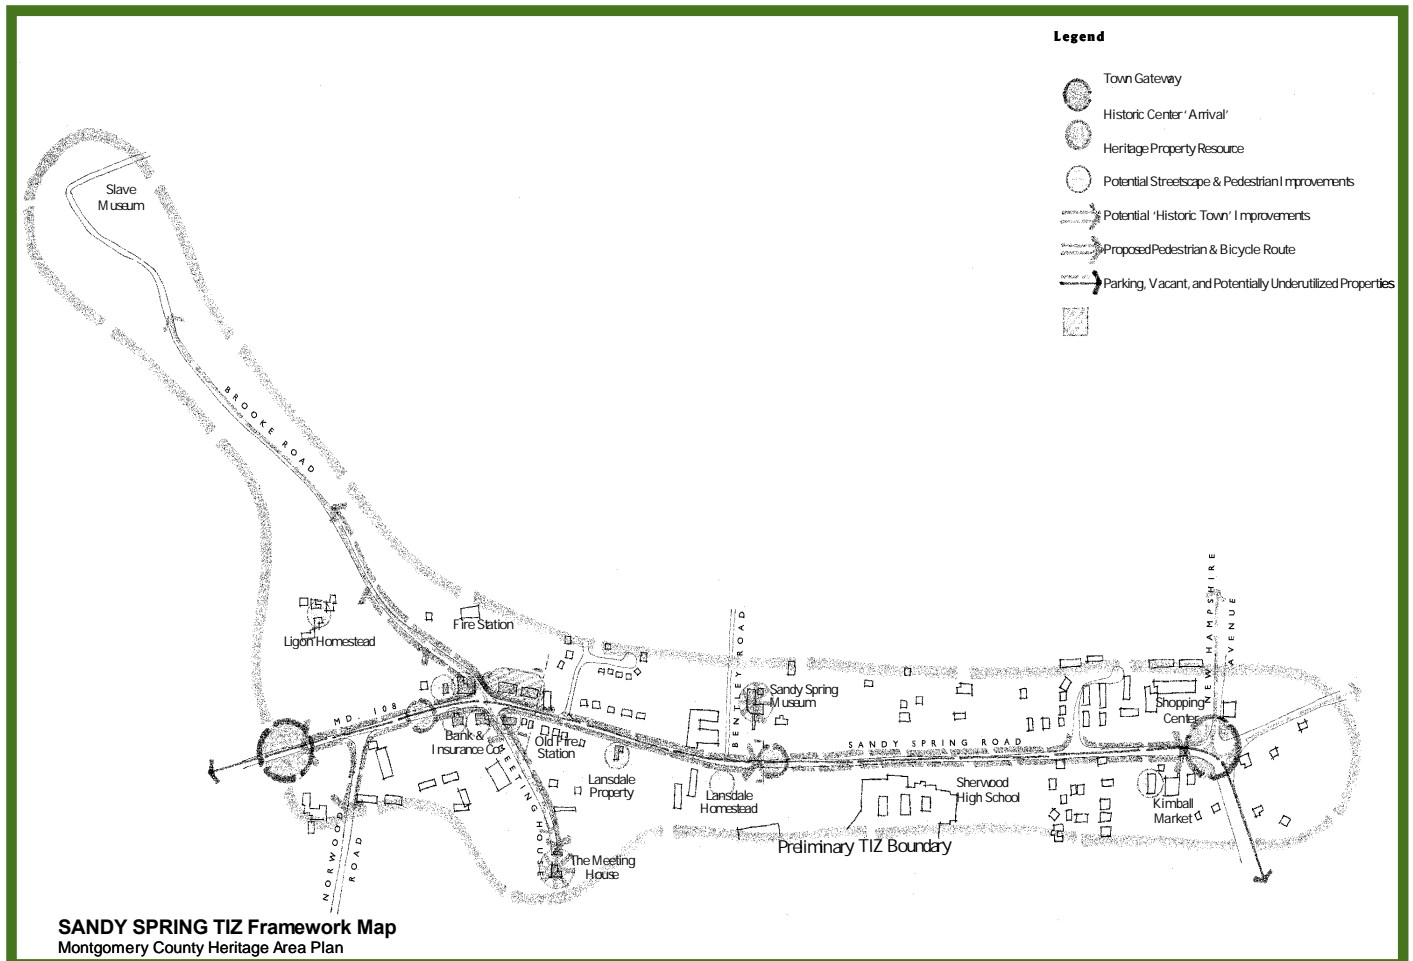 Legend
Town Gateway
Historic Center 'Arrival'
Heritage Property Resource
Potential Streetscape & Pedestrian Improvements
Potential 'Historic Town' Improvements
Proposed Pedestrian & Bicycle Route
Parking, Vacant, and Potentially Underutilized Properties
Slave
Museum
BROOKE ROAD
Ligon Homestead
Fire Station
MD. 108
Bank &
Insurance Co
Old Fire
Station
MEETING HOUSE
Lansdale
Property
Lansdale
Homestead
BENTLEY ROAD
Sandy Spring
Museum
SANDY SPRING ROAD
Sherwood
High School
NEW HAMPSHIRE
AVENUE
Shopping
Center
Kimball
Market
NORWOOD
ROAD
The Meeting
House
Preliminary TIZ Boundary
SANDY SPRING TIZ Framework Map
Montgomery County Heritage Area Plan